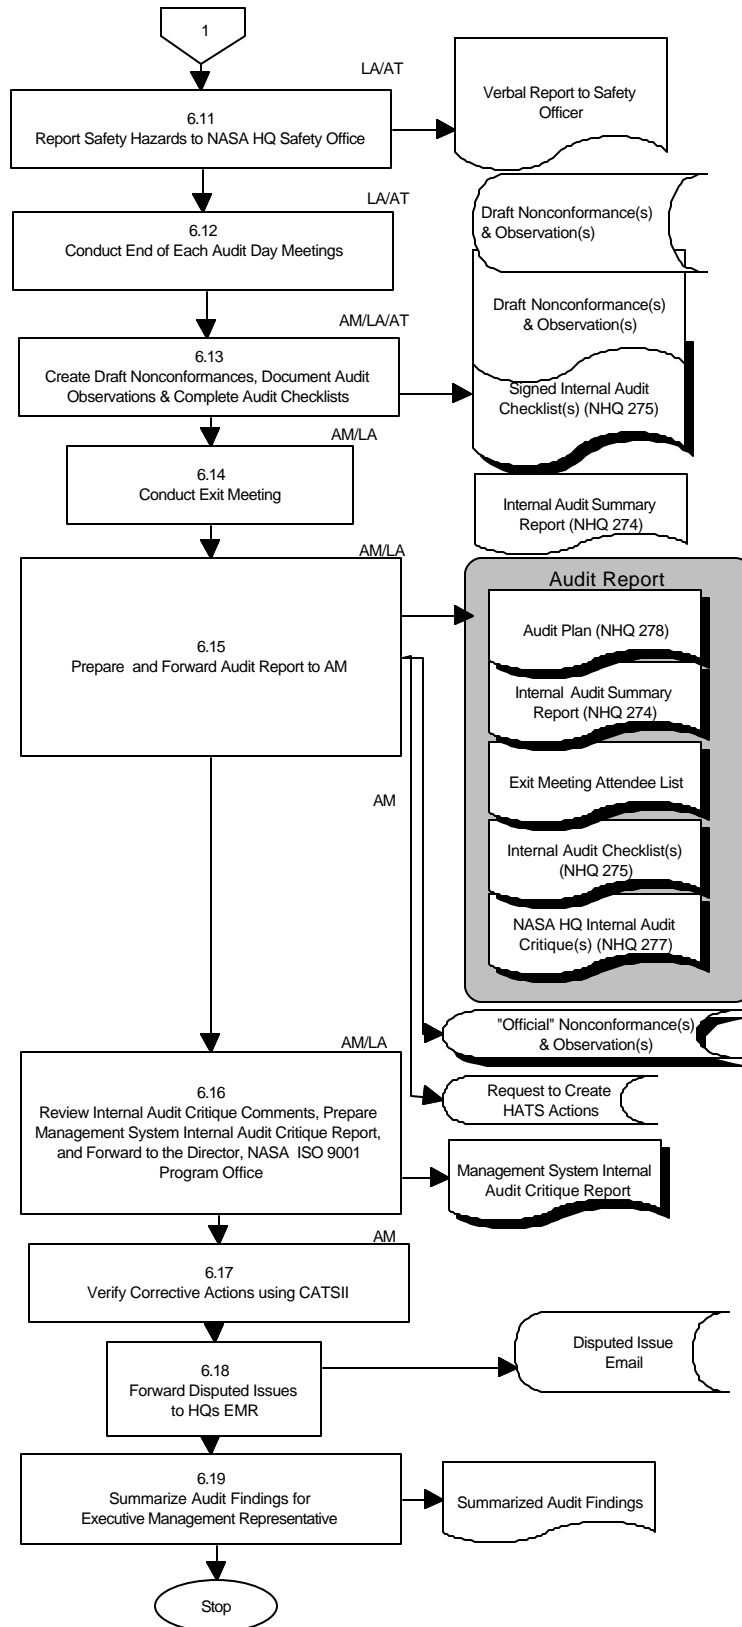 1
LA/AT
6.11
Report Safety Hazards to NASA HQ Safety Office
Verbal Report to Safety
Officer
LA/AT
6.12
Conduct End of Each Audit Day Meetings
Draft Nonconformance(s)
& Observation(s)
AM/LA/AT
6.13
Create Draft Nonconformances, Document Audit
Observations & Complete Audit Checklists
Draft Nonconformance(s)
& Observation(s)
Signed Internal Audit
Checklist(s) (NHQ 275)
AM/LA
6.14
Conduct Exit Meeting
Internal Audit Summary
Report (NHQ 274)
AM/LA
6.15
Prepare and Forward Audit Report to AM
Audit Report
Audit Plan (NHQ 278)
Internal Audit Summary
Report (NHQ 274)
Exit Meeting Attendee List
Internal Audit Checklist(s)
(NHQ 275)
NASA HQ Internal Audit
Critique(s) (NHQ 277)
AM
"Official" Nonconformance(s)
& Observation(s)
Request to Create
HATS Actions
AM/LA
6.16
Review Internal Audit Critique Comments, Prepare
Management System Internal Audit Critique Report,
and Forward to the Director, NASA ISO 9001
Program Office
Management System Internal
Audit Critique Report
AM
6.17
Verify Corrective Actions using CATSII
6.18
Forward Disputed Issues
to HQs EMR
Disputed Issue
Email
6.19
Summarize Audit Findings for
Executive Management Representative
Summarized Audit Findings
Stop